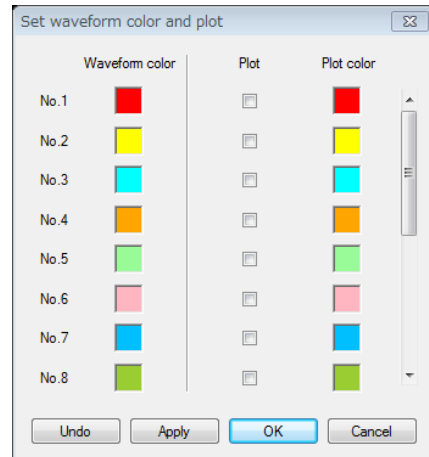 Set waveform color and plot
Waveform color Plot Plot color
No.1
No.2
No.3
No.4
No.5
No.6
No.7
No.8
Undo Apply OK Cancel